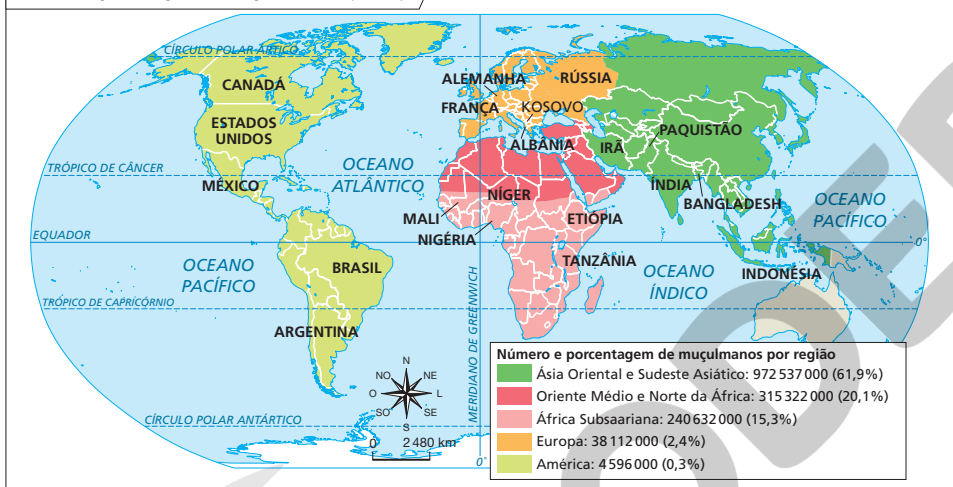 CÍRCULO POLAR ÁRTICO
CANADÁ
ALEMANHA
RÚSSIA
FRANÇA
KOSOVO
ESTADOS
UNIDOS
PAQUISTÃO
ALBÂNIA
IRÃ
OCEANO
ATLÂNTICO
TRÓPICO DE CÂNCER
MÉXICO
NÍGER
ÍNDIA
BANGLADESH
OCEANO
PACÍFICO
MALI
ETIÓPIA
NIGÉRIA
EQUADOR
0°
OCEANO
PACÍFICO
BRASIL
TANZÂNIA
OCEANO
ÍNDICO
INDONÉSIA
TRÓPICO DE CAPRICÓRNIO
MERIDIANO DE GREENWICH
ARGENTINA
N
NO
NE
O
L
SO
SE
S
CÍRCULO POLAR ANTÁRTICO
0
2 480 km
0°
Número e porcentagem de muçulmanos por região
Ásia Oriental e Sudeste Asiático: 972 537 000 (61,9%)
Oriente Médio e Norte da África: 315 322 000 (20,1%)
África Subsaariana: 240 632 000 (15,3%)
Europa: 38 112 000 (2,4%)
América: 4 596 000 (0,3%)